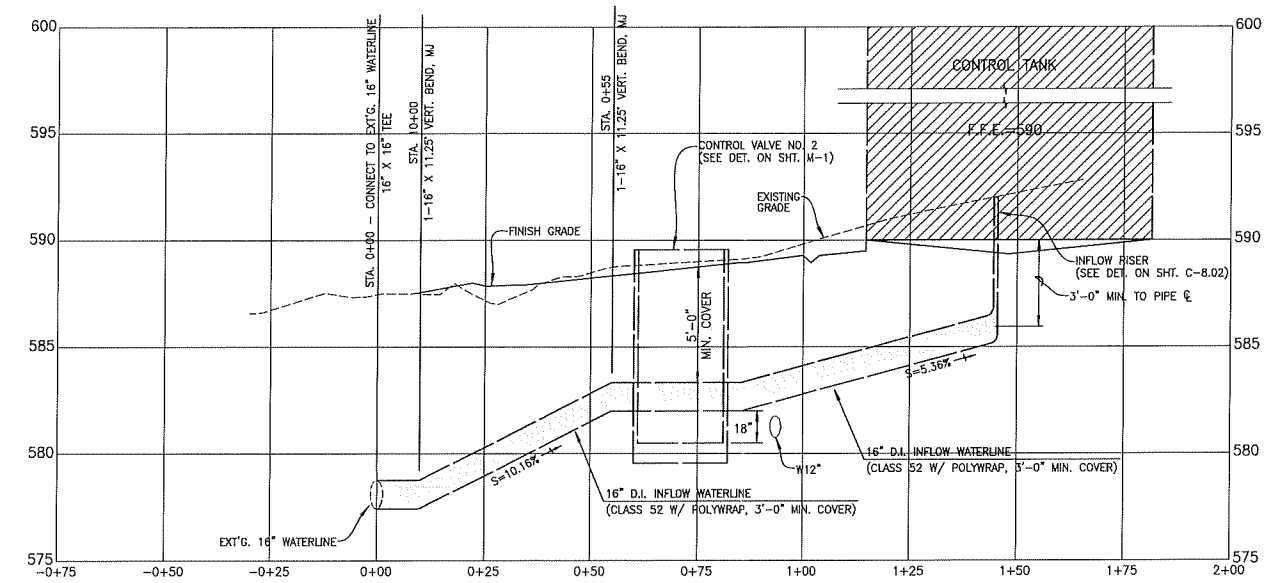 600
595
590
585
580
575
STA. 0+00 - CONNECT TO EXT'G. 16" WATERLINE
16" X 16" TEE
STA. 10+00
1-16" X 11.25° VERT. BEND, MJ
STA. 0+55
1-16" X 11.25° VERT. BEND, MJ
CONTROL TANK
F.F.E.=590
CONTROL VALVE NO. 2
(SEE DET. ON SHT. M-1)
EXISTING
GRADE
FINISH GRADE
5'-0"
MIN. COVER
INFLOW RISER
(SEE DET. ON SHT. C-8.02)
3'-0" MIN. TO PIPE ℄
S=5.36%
18"
W12"
16" D.I. INFLOW WATERLINE
(CLASS 52 W/ POLYWRAP, 3'-0" MIN. COVER)
S=10.16%
16" D.I. INFLOW WATERLINE
(CLASS 52 W/ POLYWRAP, 3'-0" MIN. COVER)
EXT'G. 16" WATERLINE
600
595
590
585
580
575
-0+75
-0+50
-0+25
0+00
0+25
0+50
0+75
1+00
1+25
1+50
1+75
2+00